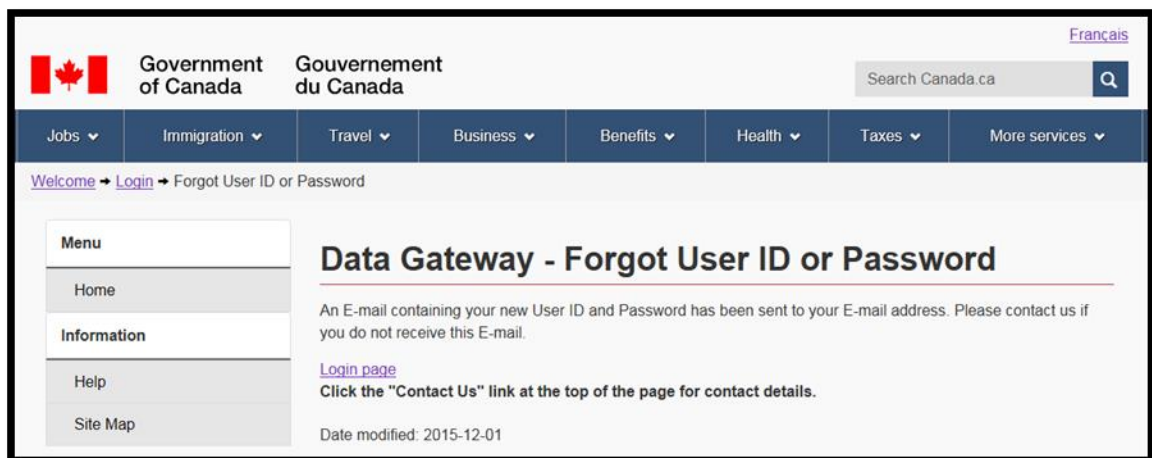 Français
Government Gouvernement
of Canada du Canada
Search Canada.ca
Jobs Immigration Travel Business Benefits Health Taxes More services
Welcome ➔ Login ➔ Forgot User ID or Password
Menu
Home
Information
Help
Site Map
Data Gateway - Forgot User ID or Password
An E-mail containing your new User ID and Password has been sent to your E-mail address. Please contact us if
you do not receive this E-mail.
Login page
Click the "Contact Us" link at the top of the page for contact details.
Date modified: 2015-12-01